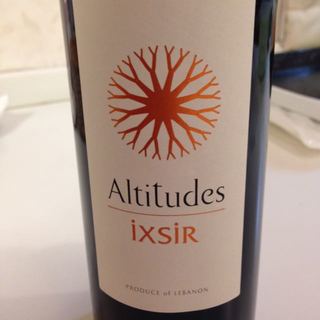 Altitudes
iXSiR
PRODUCE of LEBANON